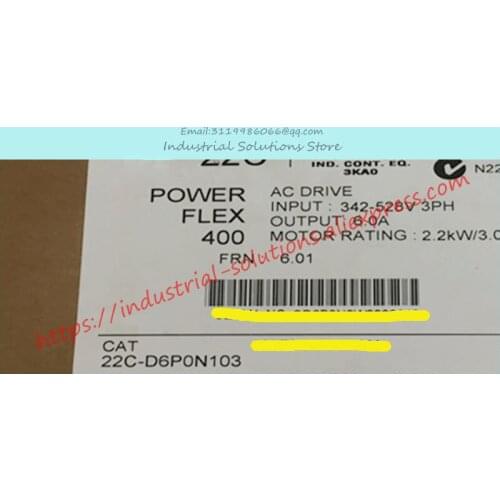 Email:3119986066@qq.com
Industrial Solutions Store
22C
IND. CONT. EQ.
3KA0
N22
POWER
FLEX
400
AC DRIVE
INPUT : 342-528V 3PH
OUTPUT: 6.0A
MOTOR RATING : 2.2kW/3.0
FRN 6.01
https://industrial-solutions.aliexpress.com
CAT
22C-D6P0N103